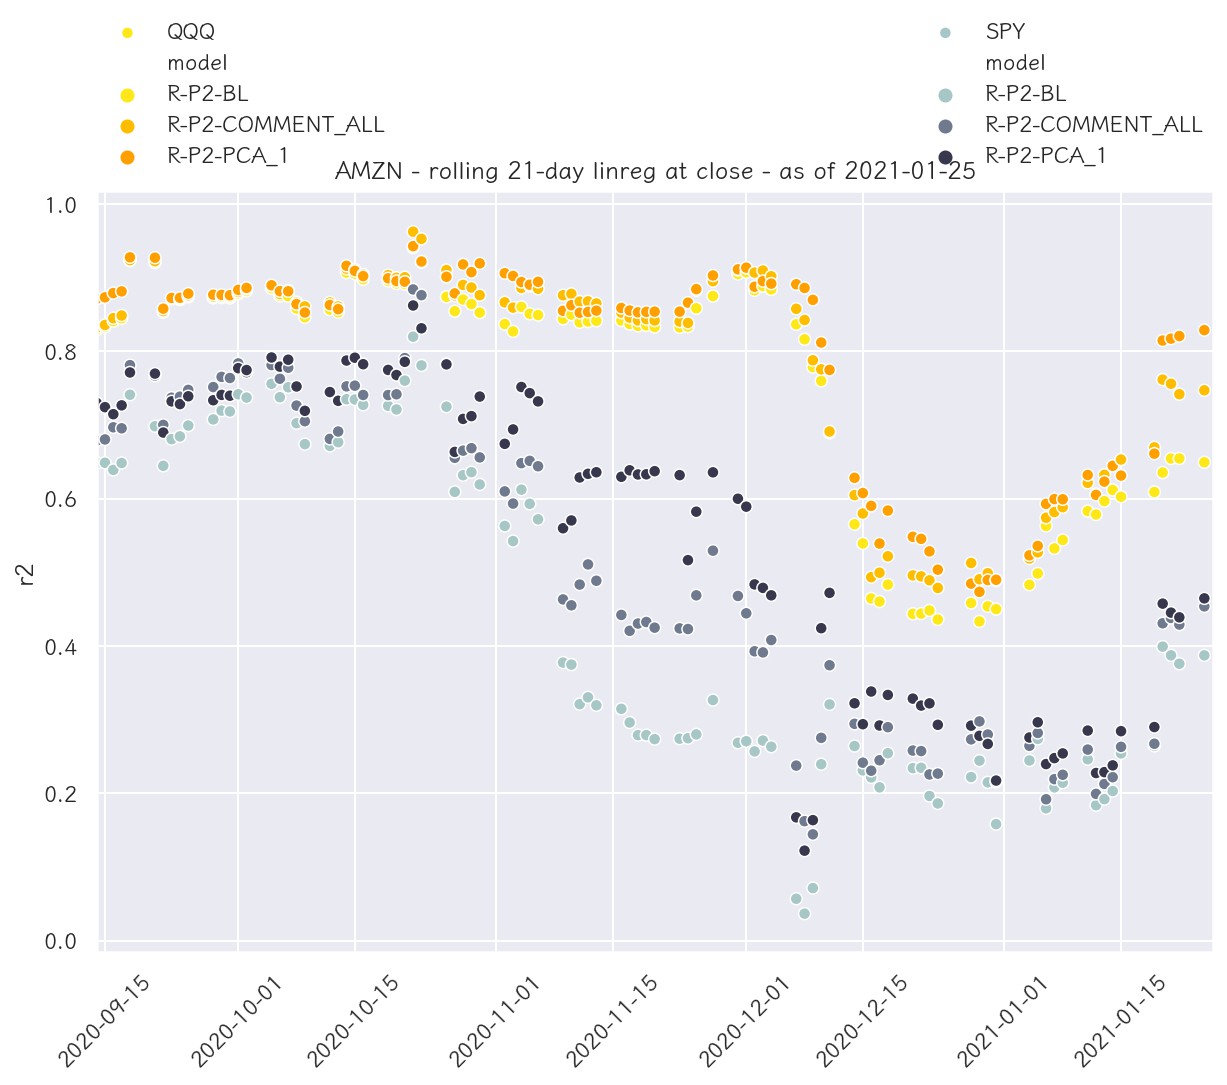 QQQ
model
R-P2-BL
R-P2-COMMENT_ALL
R-P2-PCA_1
SPY
model
R-P2-BL
R-P2-COMMENT_ALL
R-P2-PCA_1
AMZN - rolling 21-day linreg at close - as of 2021-01-25
1.0
0.8
0.6
0.4
0.2
0.0
r2
2020-09-15
2020-10-01
2020-10-15
2020-11-01
2020-11-15
2020-12-01
2020-12-15
2021-01-01
2021-01-15